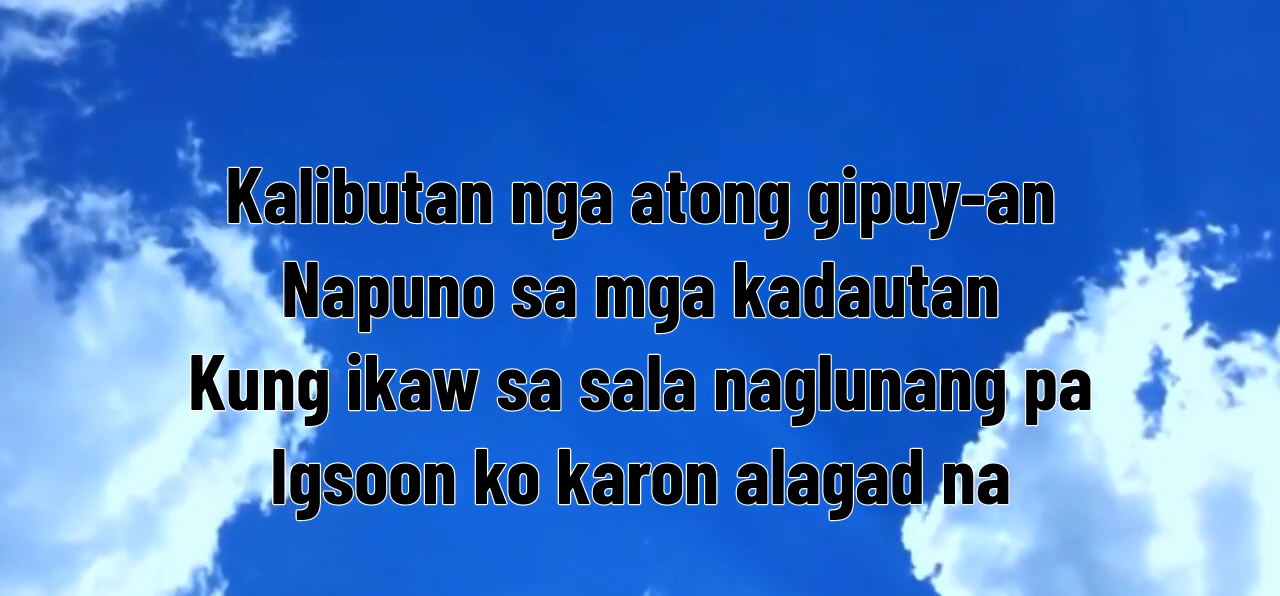 Kalibutan nga atong gipuy-an
Napuno sa mga kadautan
Kung ikaw sa sala naglunang pa
Igsoon ko karon alagad na